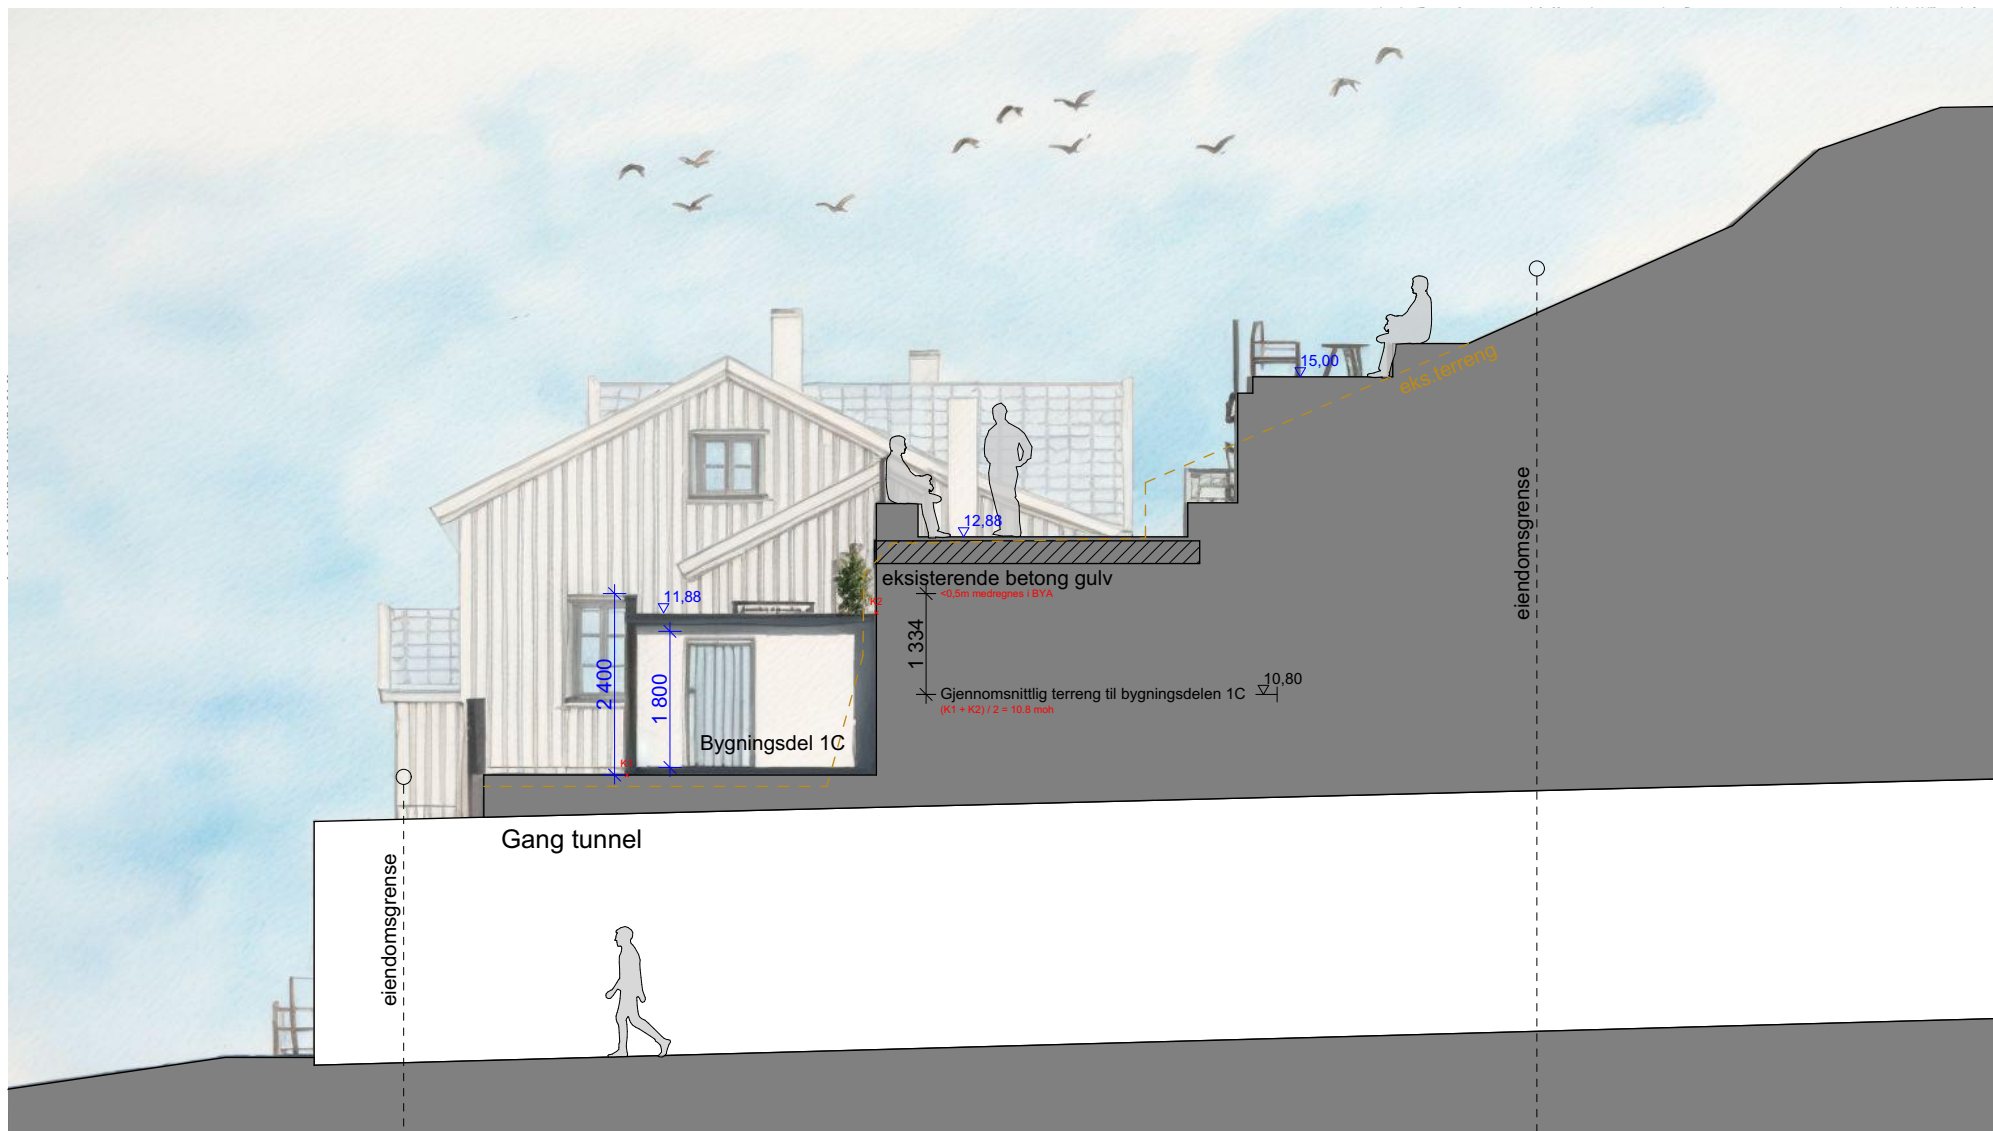 15,00
eks.terreng
eiendomsgrense
12,88
eksisterende betong gulv
<0,5m medregnes i BYA
11,88
K2
1 334
2 400
1 800
Gjennomsnittlig terreng til bygningsdelen 1C
10,80
(K1 + K2) / 2 = 10.8 moh
Bygningsdel 1C
K1
Gang tunnel
eiendomsgrense